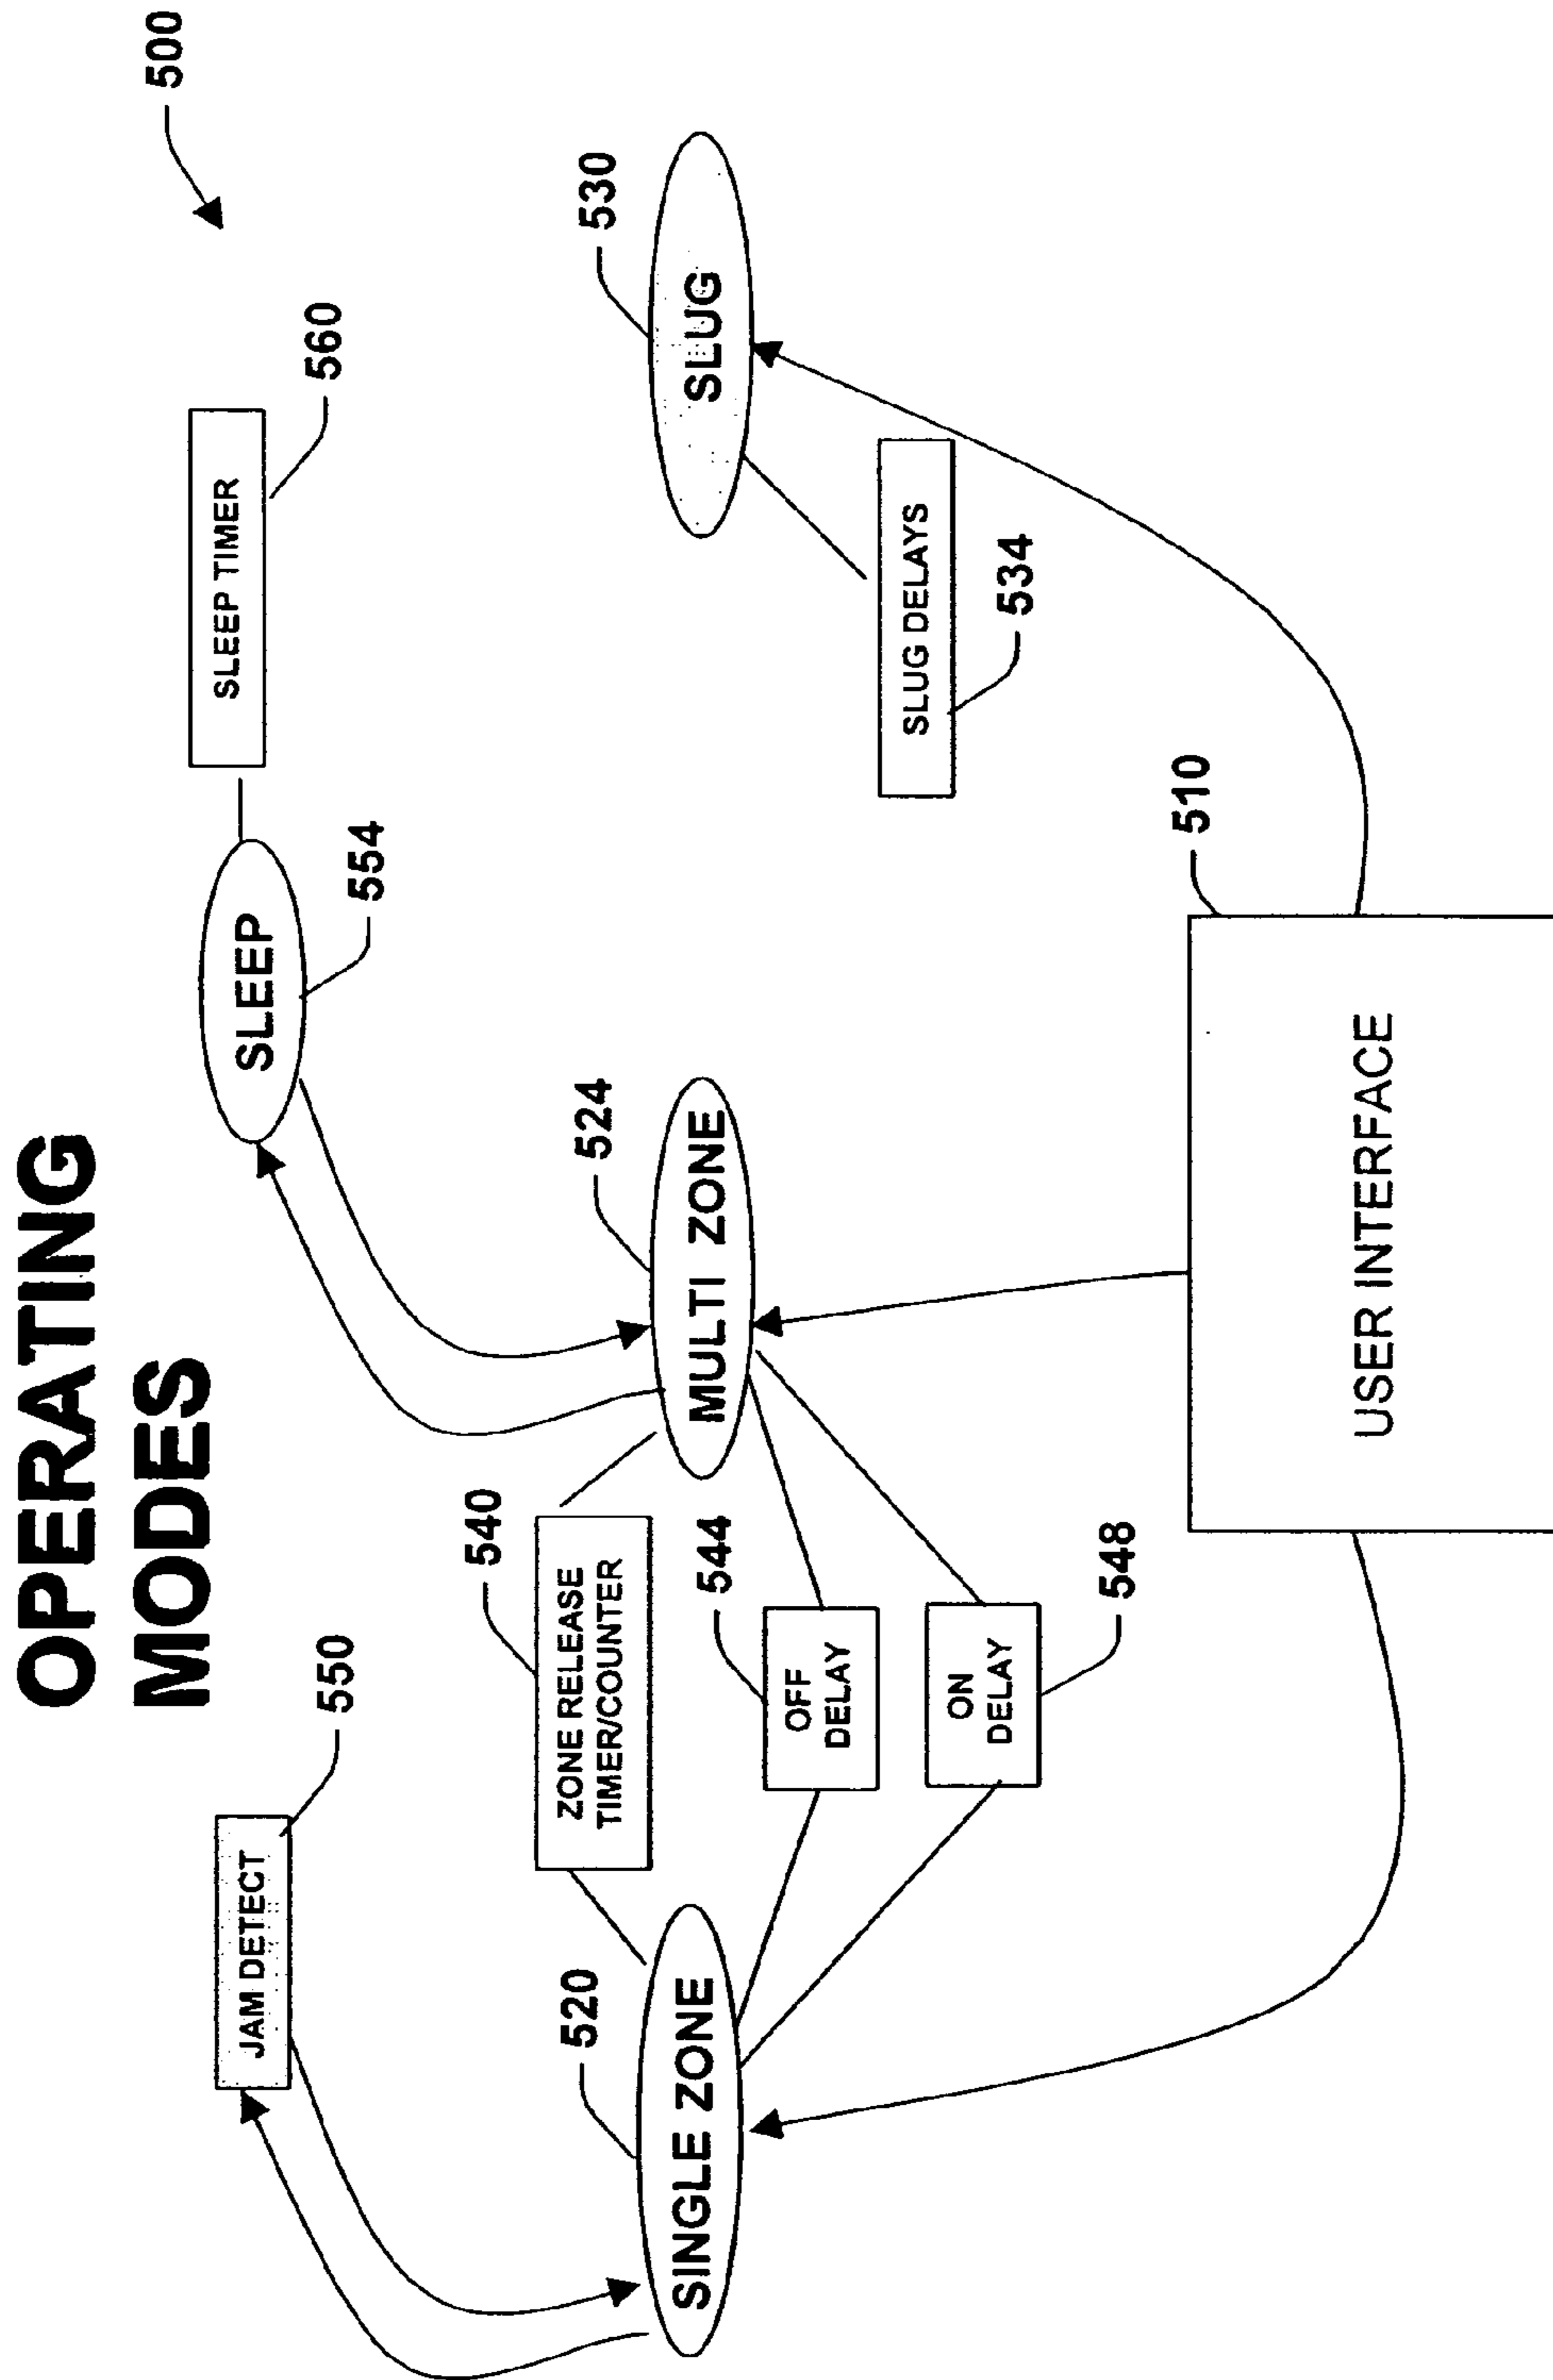 OPERATING
MODES
500
JAM DETECT
550
SLEEP
554
SLEEP TIMER
560
520
SINGLE ZONE
540
ZONE RELEASE
TIMER/COUNTER
524
MULTI ZONE
530
SLUG
544
OFF
DELAY
548
ON
DELAY
SLUG DELAYS
534
510
USER INTERFACE